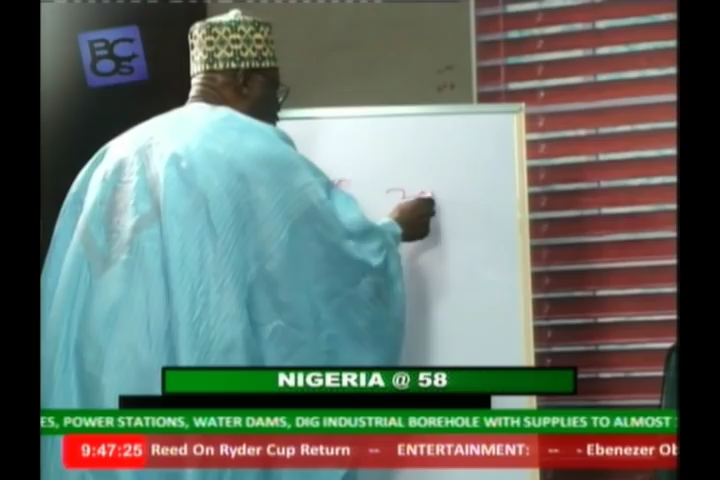 BCOS
NIGERIA @ 58
ES, POWER STATIONS, WATER DAMS, DIG INDUSTRIAL BOREHOLE WITH SUPPLIES TO ALMOST
9:47:25 Reed On Ryder Cup Return -- ENTERTAINMENT: -- - Ebenezer Ob